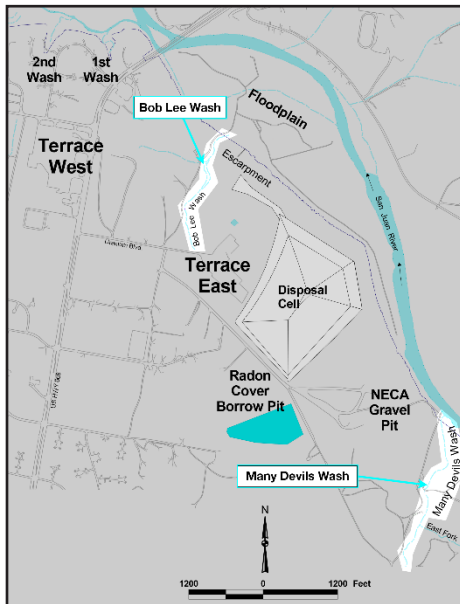 2nd
Wash
1st
Wash
Bob Lee Wash
Floodplain
Terrace
West
Escarpment
Bob Lee Wash
San Juan River
Terrace
East
Disposal
Cell
Radon
Cover
Borrow Pit
NECA
Gravel
Pit
Many Devils Wash
Many Devils Wash
East Fork
N
1200
0
1200 Feet